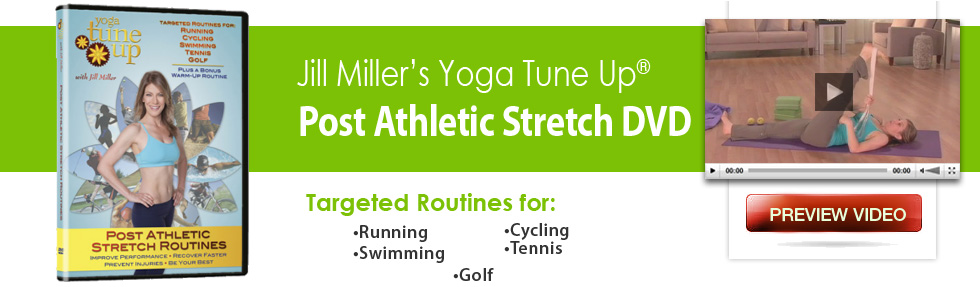 yoga
tune
up
with Jill Miller
TARGETED ROUTINES FOR:
RUNNING
CYCLING
SWIMMING
TENNIS
GOLF
PLUS A BONUS
WARM-UP ROUTINE
POST ATHLETIC
STRETCH ROUTINES
IMPROVE PERFORMANCE • RECOVER FASTER
PREVENT INJURIES • BE YOUR BEST
Jill Miller's Yoga Tune Up®
Post Athletic Stretch DVD
Targeted Routines for:
•Running
•Cycling
•Swimming
•Tennis
•Golf
00:00
00:00
PREVIEW VIDEO